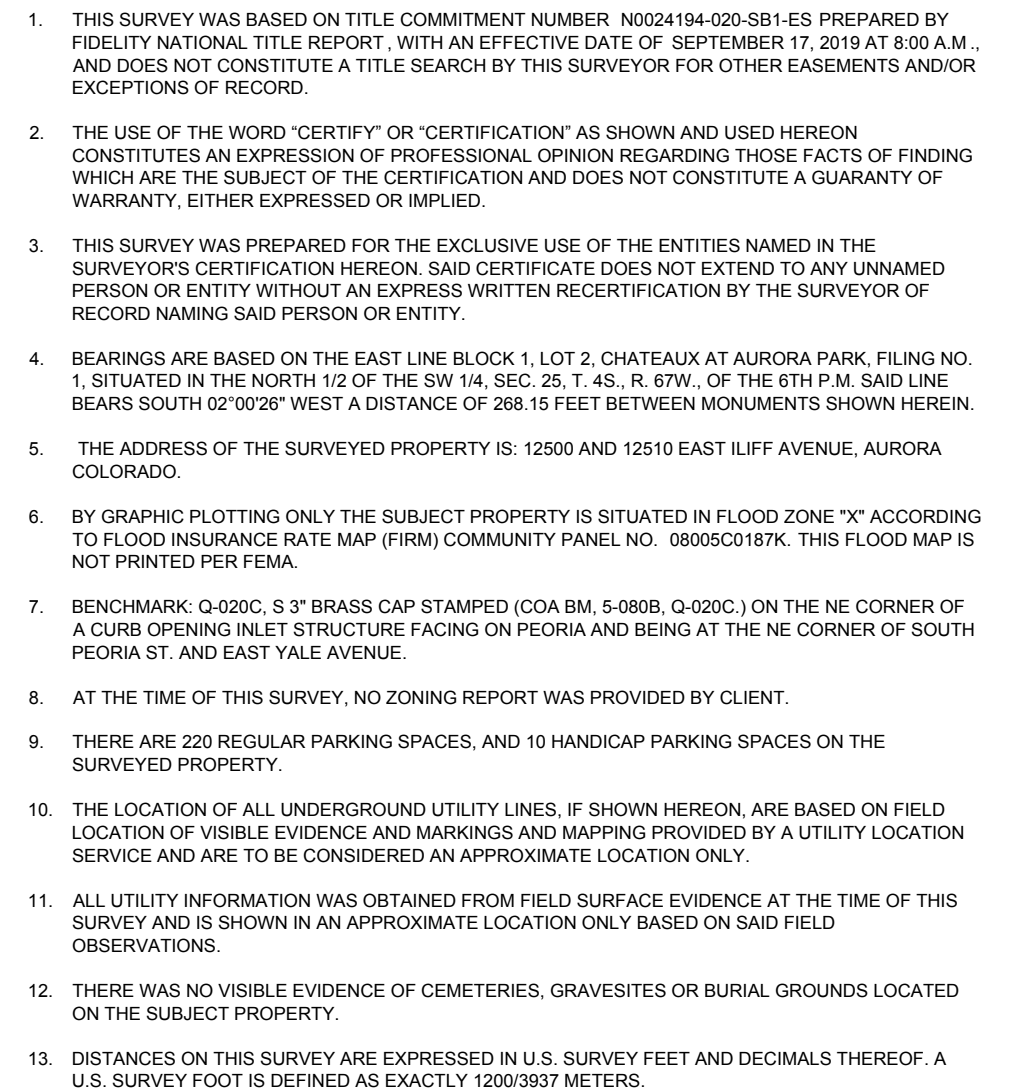 1. THIS SURVEY WAS BASED ON TITLE COMMITMENT NUMBER N0024194-020-SB1-ES PREPARED BY
FIDELITY NATIONAL TITLE REPORT , WITH AN EFFECTIVE DATE OF SEPTEMBER 17, 2019 AT 8:00 A.M .,
AND DOES NOT CONSTITUTE A TITLE SEARCH BY THIS SURVEYOR FOR OTHER EASEMENTS AND/OR
EXCEPTIONS OF RECORD.
2. THE USE OF THE WORD “CERTIFY” OR “CERTIFICATION” AS SHOWN AND USED HEREON
CONSTITUTES AN EXPRESSION OF PROFESSIONAL OPINION REGARDING THOSE FACTS OF FINDING
WHICH ARE THE SUBJECT OF THE CERTIFICATION AND DOES NOT CONSTITUTE A GUARANTY OF
WARRANTY, EITHER EXPRESSED OR IMPLIED.
3. THIS SURVEY WAS PREPARED FOR THE EXCLUSIVE USE OF THE ENTITIES NAMED IN THE
SURVEYOR'S CERTIFICATION HEREON. SAID CERTIFICATE DOES NOT EXTEND TO ANY UNNAMED
PERSON OR ENTITY WITHOUT AN EXPRESS WRITTEN RECERTIFICATION BY THE SURVEYOR OF
RECORD NAMING SAID PERSON OR ENTITY.
4. BEARINGS ARE BASED ON THE EAST LINE BLOCK 1, LOT 2, CHATEAUX AT AURORA PARK, FILING NO.
1, SITUATED IN THE NORTH 1/2 OF THE SW 1/4, SEC. 25, T. 4S., R. 67W., OF THE 6TH P.M. SAID LINE
BEARS SOUTH 02°00'26" WEST A DISTANCE OF 268.15 FEET BETWEEN MONUMENTS SHOWN HEREIN.
5. THE ADDRESS OF THE SURVEYED PROPERTY IS: 12500 AND 12510 EAST ILIFF AVENUE, AURORA
COLORADO.
6. BY GRAPHIC PLOTTING ONLY THE SUBJECT PROPERTY IS SITUATED IN FLOOD ZONE "X" ACCORDING
TO FLOOD INSURANCE RATE MAP (FIRM) COMMUNITY PANEL NO. 08005C0187K. THIS FLOOD MAP IS
NOT PRINTED PER FEMA.
7. BENCHMARK: Q-020C, S 3" BRASS CAP STAMPED (COA BM, 5-080B, Q-020C.) ON THE NE CORNER OF
A CURB OPENING INLET STRUCTURE FACING ON PEORIA AND BEING AT THE NE CORNER OF SOUTH
PEORIA ST. AND EAST YALE AVENUE.
8. AT THE TIME OF THIS SURVEY, NO ZONING REPORT WAS PROVIDED BY CLIENT.
9. THERE ARE 220 REGULAR PARKING SPACES, AND 10 HANDICAP PARKING SPACES ON THE
SURVEYED PROPERTY.
10. THE LOCATION OF ALL UNDERGROUND UTILITY LINES, IF SHOWN HEREON, ARE BASED ON FIELD
LOCATION OF VISIBLE EVIDENCE AND MARKINGS AND MAPPING PROVIDED BY A UTILITY LOCATION
SERVICE AND ARE TO BE CONSIDERED AN APPROXIMATE LOCATION ONLY.
11. ALL UTILITY INFORMATION WAS OBTAINED FROM FIELD SURFACE EVIDENCE AT THE TIME OF THIS
SURVEY AND IS SHOWN IN AN APPROXIMATE LOCATION ONLY BASED ON SAID FIELD
OBSERVATIONS.
12. THERE WAS NO VISIBLE EVIDENCE OF CEMETERIES, GRAVESITES OR BURIAL GROUNDS LOCATED
ON THE SUBJECT PROPERTY.
13. DISTANCES ON THIS SURVEY ARE EXPRESSED IN U.S. SURVEY FEET AND DECIMALS THEREOF. A
U.S. SURVEY FOOT IS DEFINED AS EXACTLY 1200/3937 METERS.